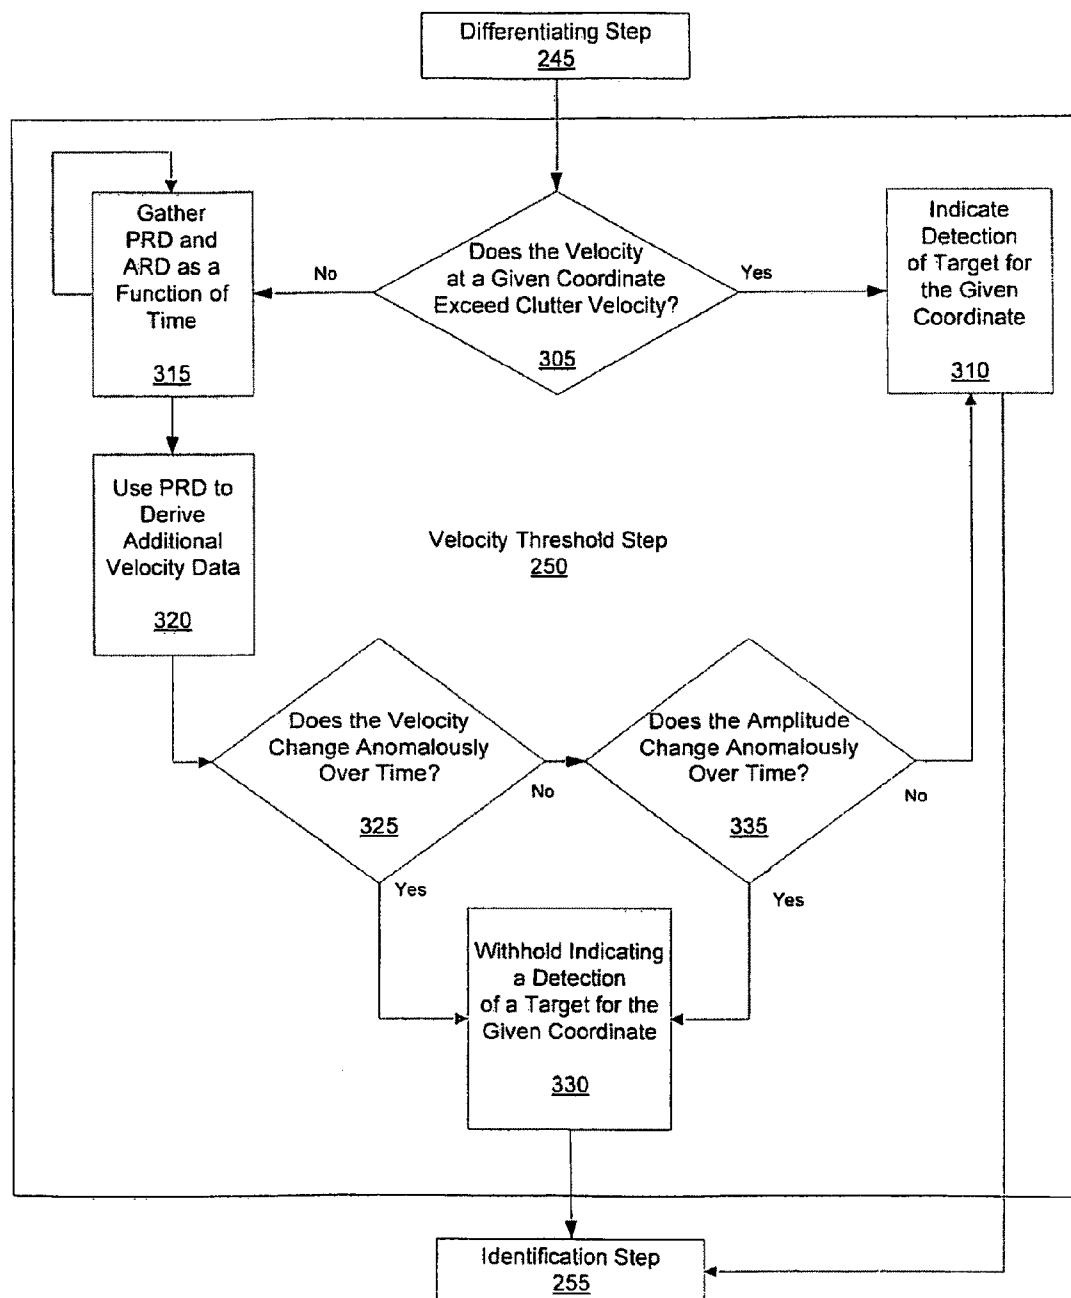 Differentiating Step
245
Gather
PRD and
ARD as a
Function of
Time
315
No
Does the Velocity
at a Given Coordinate
Exceed Clutter Velocity?
305
Yes
Indicate
Detection
of Target for
the Given
Coordinate
310
Use PRD to
Derive
Additional
Velocity Data
320
Velocity Threshold Step
250
Does the Velocity
Change Anomalously
Over Time?
325
No
Yes
Does the Amplitude
Change Anomalously
Over Time?
335
No
Yes
Withhold Indicating
a Detection
of a Target for the
Given Coordinate
330
Identification Step
255